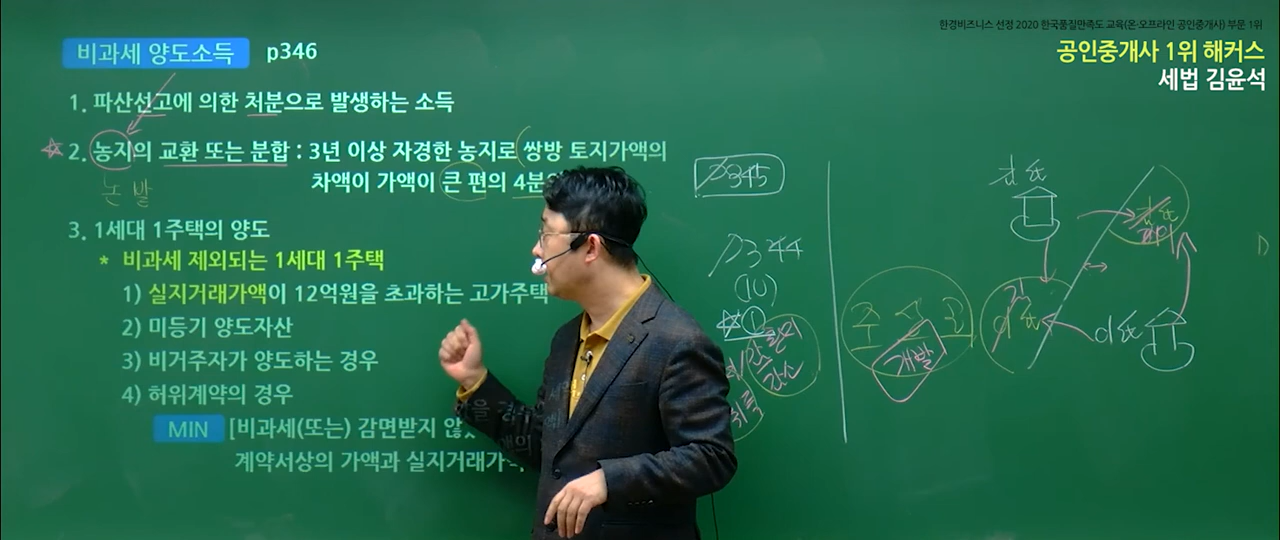 한경비즈니스 선정 2020 한국품질만족도 교육(온·오프라인 공인중개사) 부문 1위
공인중개사 1위 해커스
세법 김윤석
비과세 양도소득 p346
1. 파산선고에 의한 처분으로 발생하는 소득
2. 농지의 교환 또는 분합 : 3년 이상 자경한 농지로 쌍방 토지가액의
차액이 가액이 큰 편의 4분
논 밭
3. 1세대 1주택의 양도
* 비과세 제외되는 1세대 1주택
1) 실지거래가액이 12억원을 초과하는 고가주택
2) 미등기 양도자산
3) 비거주자가 양도하는 경우
4) 허위계약의 경우
MIN [비과세(또는) 감면받지 않
계약서상의 가액과 실지거래가
P345
P344
(10)
①
개발